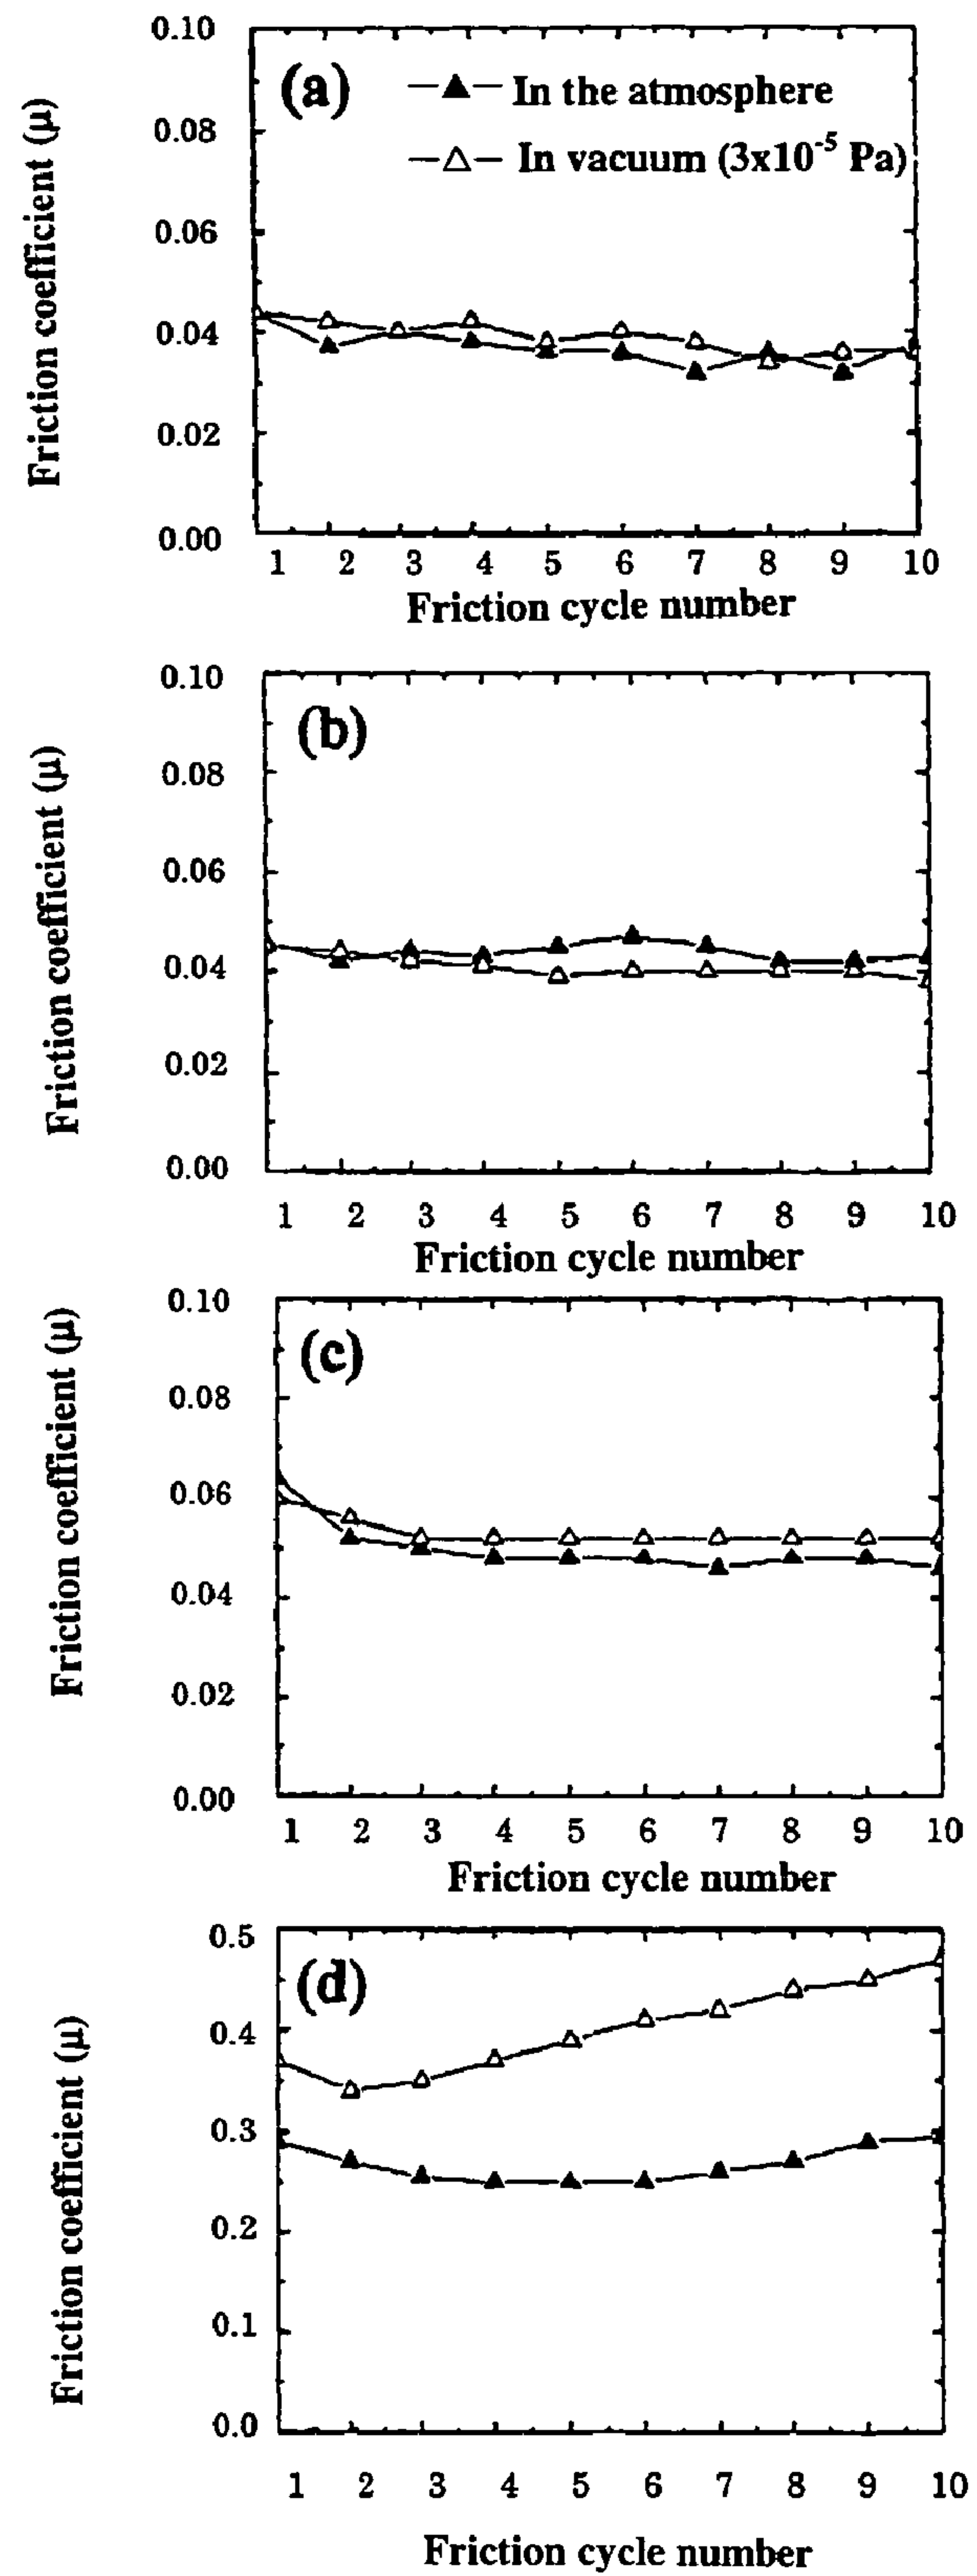 0.10
(a)
In the atmosphere
In vacuum (3x10⁻⁵ Pa)
0.08
0.06
0.04
0.02
0.00
Friction coefficient (μ)
1 2 3 4 5 6 7 8 9 10
Friction cycle number
0.10
(b)
0.08
0.06
0.04
0.02
0.00
Friction coefficient (μ)
1 2 3 4 5 6 7 8 9 10
Friction cycle number
0.10
(c)
0.08
0.06
0.04
0.02
0.00
Friction coefficient (μ)
1 2 3 4 5 6 7 8 9 10
Friction cycle number
0.5
(d)
0.4
0.3
0.2
0.1
0.0
Friction coefficient (μ)
1 2 3 4 5 6 7 8 9 10
Friction cycle number